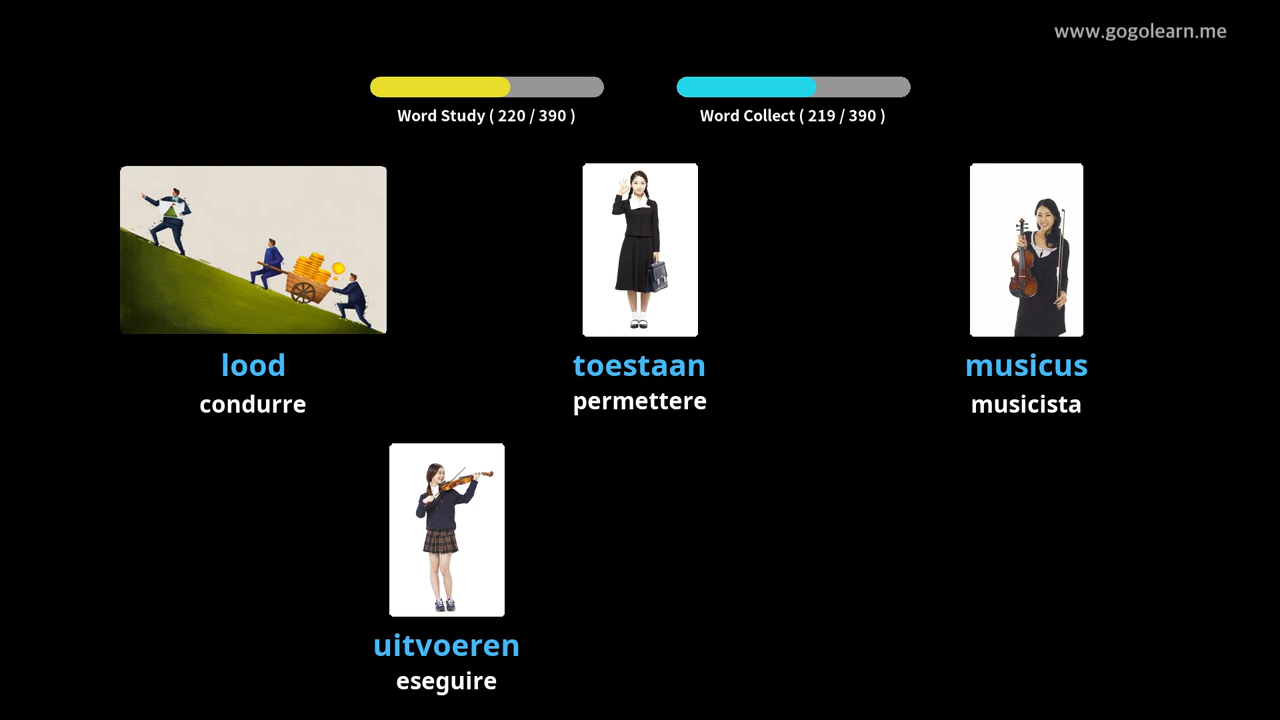 www.gogolearn.me
Word Study ( 220 / 390 )
Word Collect ( 219 / 390 )
lood
condurre
toestaan
permettere
musicus
musicista
uitvoeren
eseguire